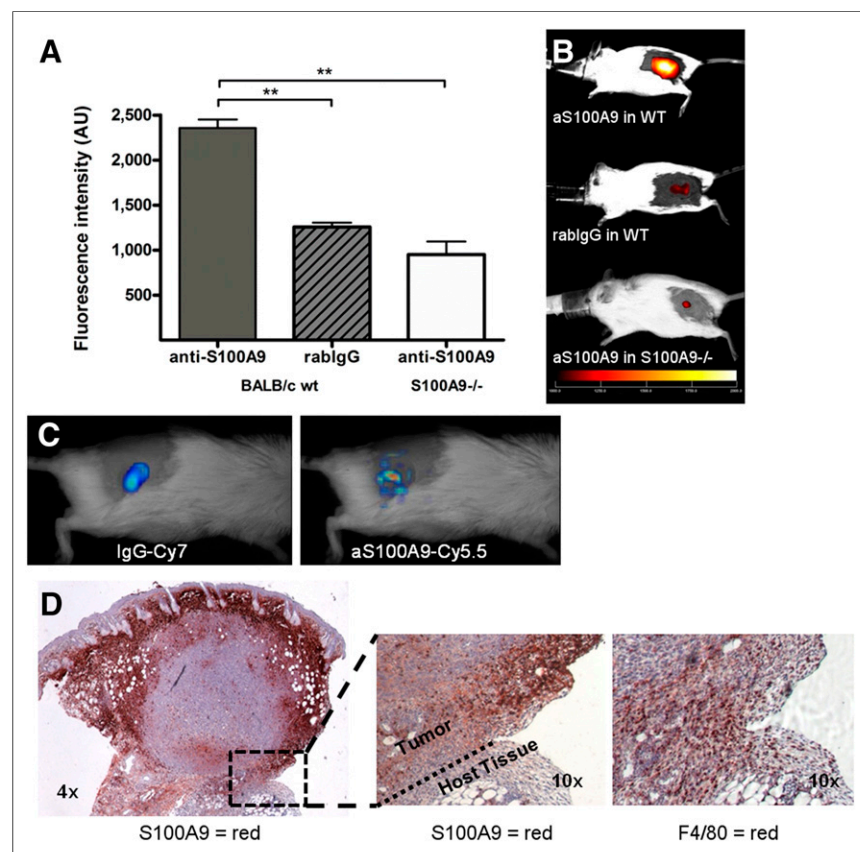 A
**
**
Fluorescence intensity (AU)
2,500
2,000
1,500
1,000
500
anti-S100A9
rabIgG
anti-S100A9
BALB/c wt
S100A9-/-
B
aS100A9 in WT
rabIgG in WT
aS100A9 in S100A9-/-
C
IgG-Cy7
aS100A9-Cy5.5
D
4x
Tumor
Host Tissue
10x
10x
S100A9 = red
S100A9 = red
F4/80 = red